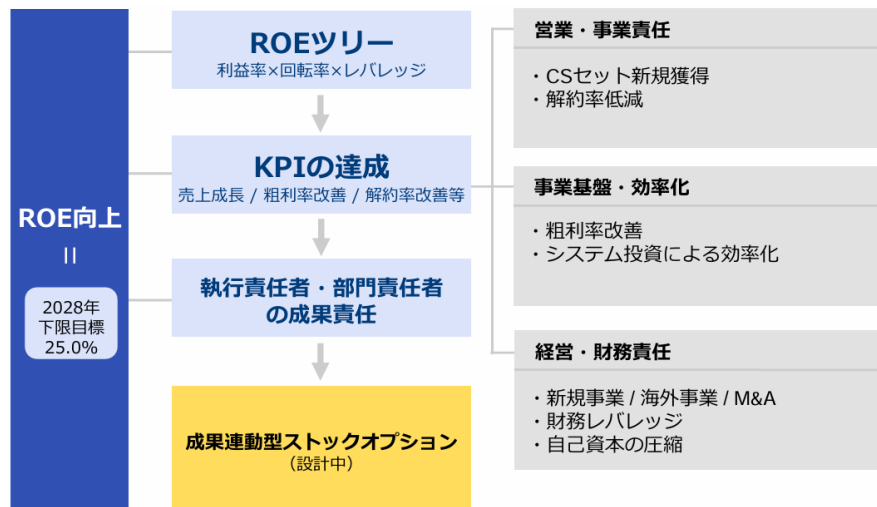 ROE向上
=
2028年
下限目標
25.0%
ROEツリー
利益率×回転率×レバレッジ
KPIの達成
売上成長 / 粗利率改善 / 解約率改善等
執行責任者・部門責任者
の成果責任
成果連動型ストックオプション
(設計中)
営業・事業責任
・CSセット新規獲得
・解約率低減
事業基盤・効率化
・粗利率改善
・システム投資による効率化
経営・財務責任
・新規事業 / 海外事業 / M&A
・財務レバレッジ
・自己資本の圧縮